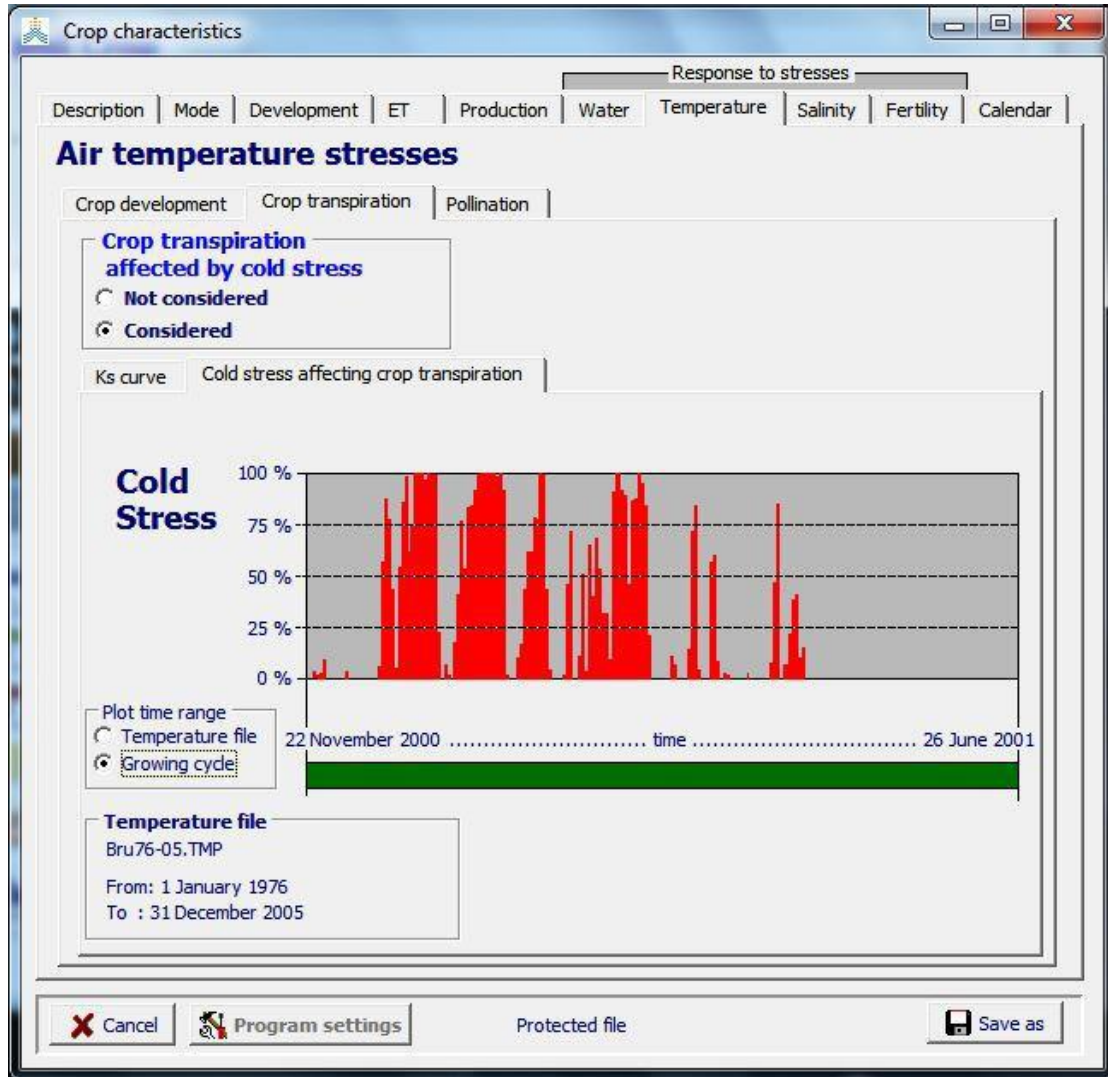 Crop characteristics
Response to stresses
Description Mode Development ET Production Water Temperature Salinity Fertility Calendar
Air temperature stresses
Crop development Crop transpiration Pollination
Crop transpiration
affected by cold stress
Not considered
Considered
Ks curve Cold stress affecting crop transpiration
Cold
Stress
100 %
75 %
50 %
25 %
0 %
Plot time range
Temperature file
Growing cycle
22 November 2000 ............................. time ................................. 26 June 2001
Temperature file
Bru76-05.TMP
From: 1 January 1976
To : 31 December 2005
Cancel Program settings Protected file Save as